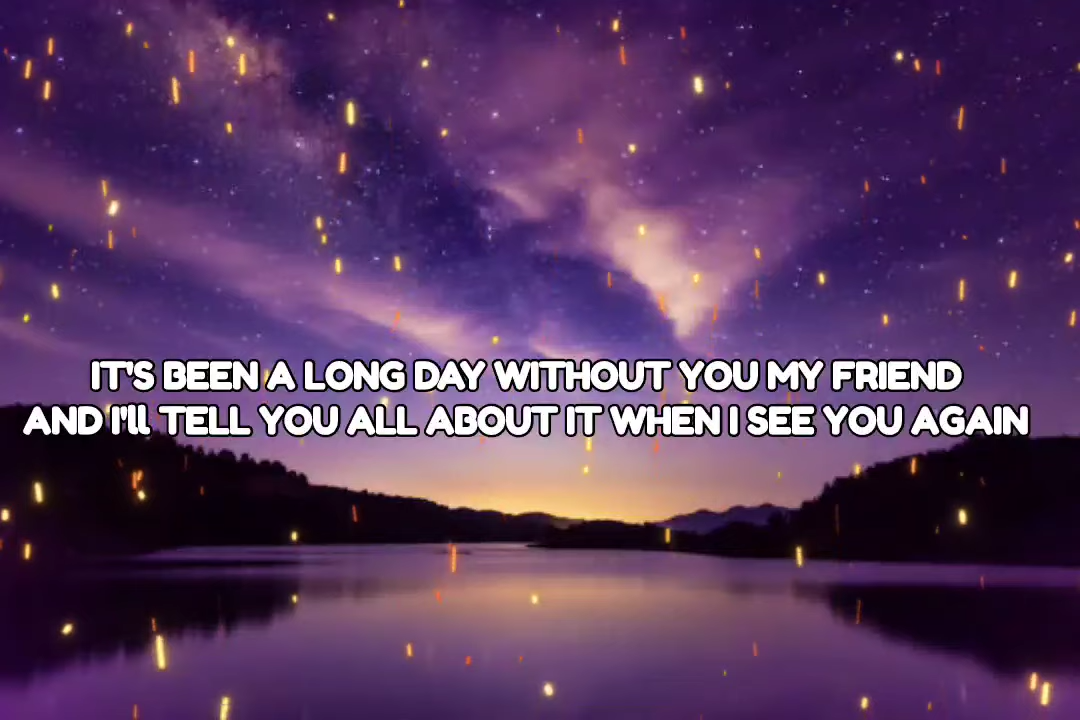 IT'S BEEN A LONG DAY WITHOUT YOU MY FRIEND
AND I'll TELL YOU ALL ABOUT IT WHEN I SEE YOU AGAIN